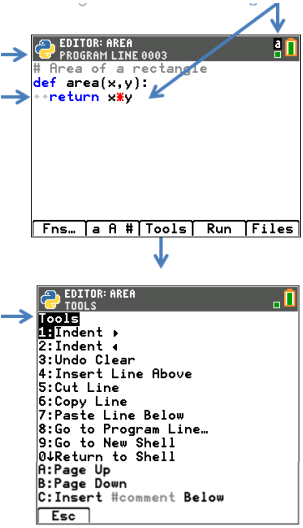 EDITOR: AREA
PROGRAM LINE 0003
a
# Area of a rectangle
def area(x,y):
··return x*y
Fns… a A # Tools Run Files
EDITOR: AREA
TOOLS
Tools
1:Indent ▸
2:Indent ◂
3:Undo Clear
4:Insert Line Above
5:Cut Line
6:Copy Line
7:Paste Line Below
8:Go to Program Line…
9:Go to New Shell
0↓Return to Shell
A:Page Up
B:Page Down
C:Insert #comment Below
Esc